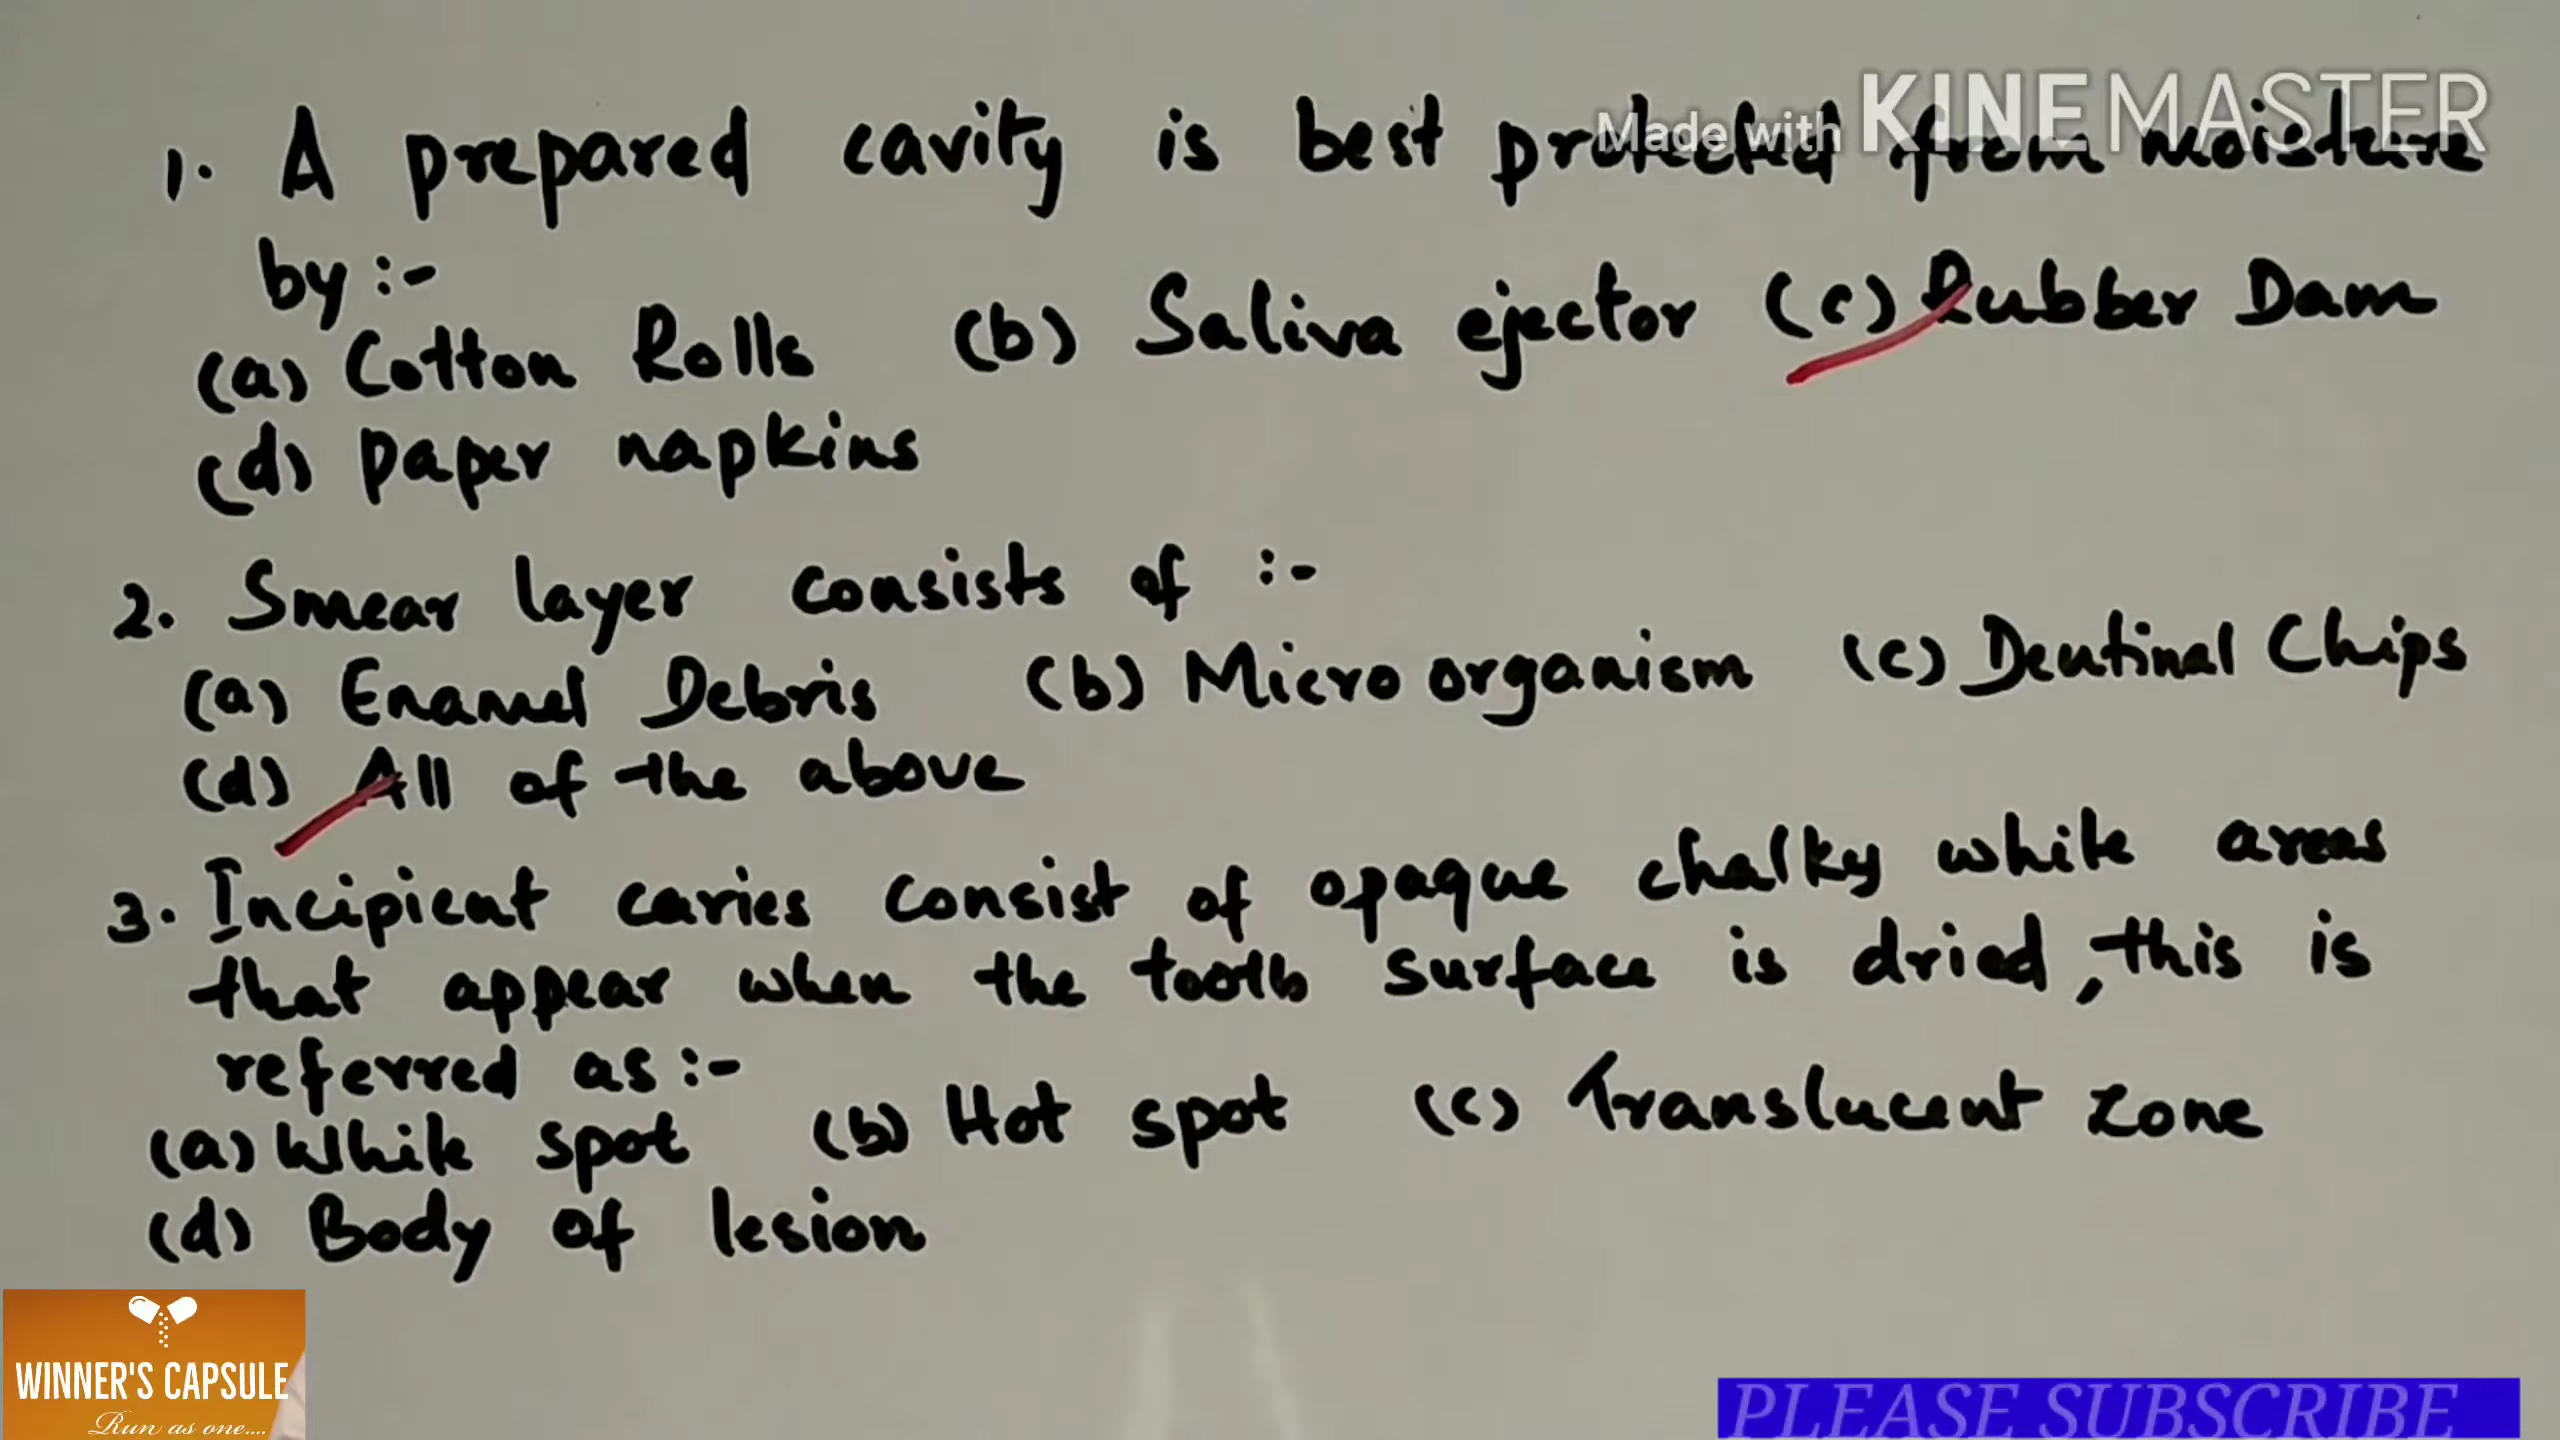 Made with KINEMASTER
1. A prepared cavity is best protected from moisture
by :-
(a) Cotton Rolls (b) Saliva ejector (c) Rubber Dam
(d) paper napkins
2. Smear layer consists of :-
(a) Enamel Debris (b) Micro organism (c) Dentinal Chips
(d) All of the above
3. Incipient caries consist of opaque chalky white areas
that appear when the tooth surface is dried, this is
referred as :-
(a) White spot (b) Hot spot (c) Translucent zone
(d) Body of lesion
WINNER'S CAPSULE
Run as one....
PLEASE SUBSCRIBE